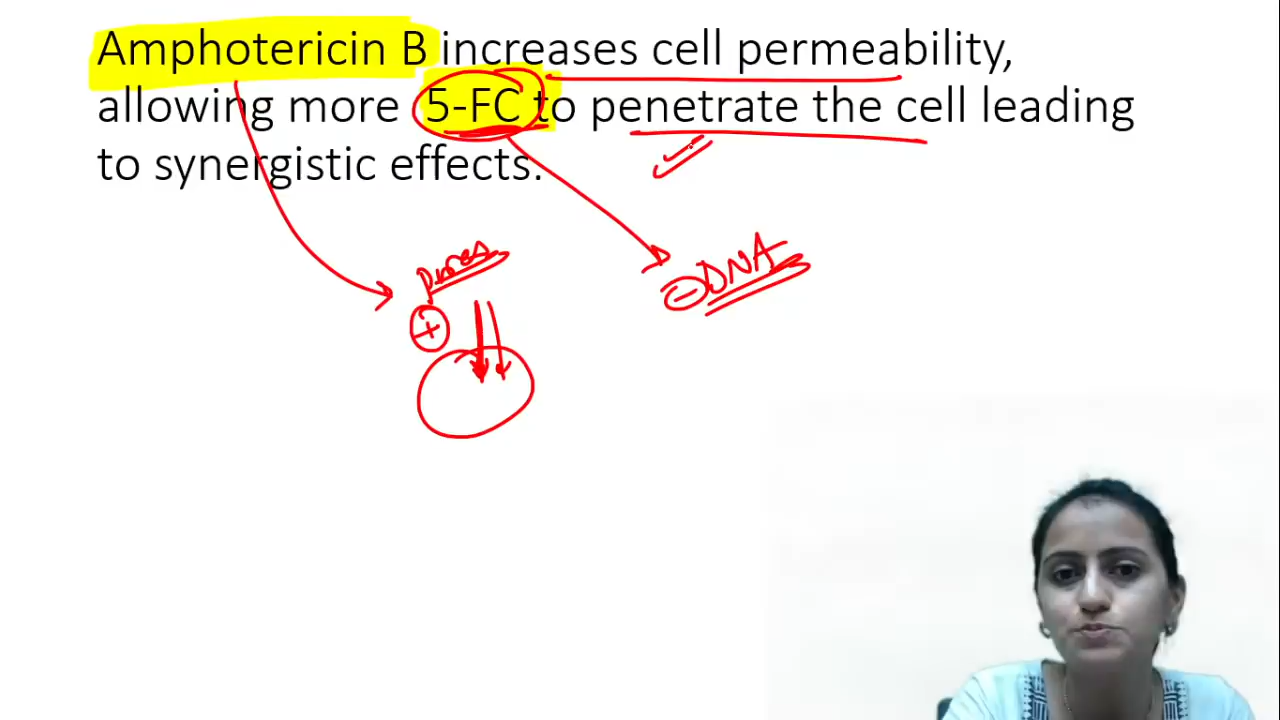 Amphotericin B increases cell permeability,
allowing more 5-FC to penetrate the cell leading
to synergistic effects.
Pores
DNA